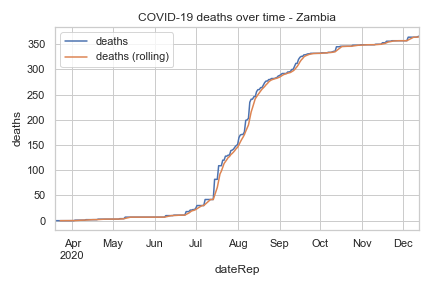 COVID-19 deaths over time - Zambia
deaths
deaths (rolling)
350
300
250
200
150
100
50
0
deaths
Apr May Jun Jul Aug Sep Oct Nov Dec
2020
dateRep